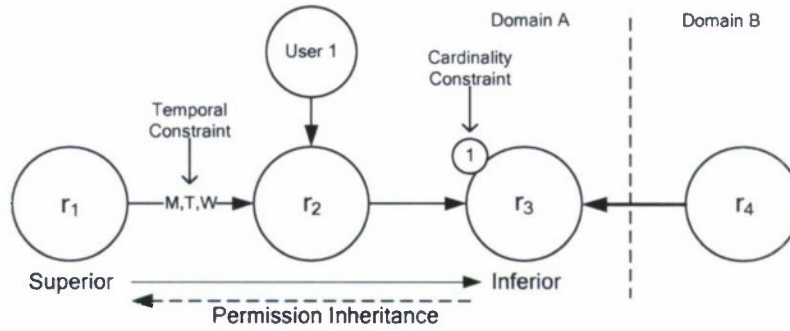 Domain A
Domain B
User 1
Cardinality
Constraint
Temporal
Constraint
1
r1
M,T,W
r2
r3
r4
Superior
Inferior
Permission Inheritance